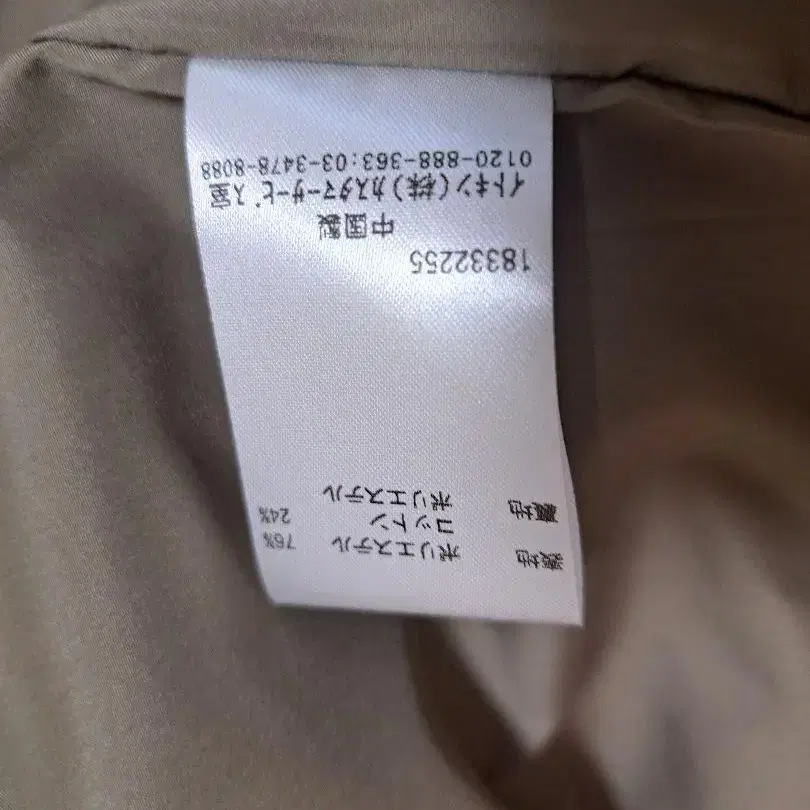 表地 ポリエステル 76%
コットン 24%
裏地 ポリエステル
18332255
中国製
イトキン(株)カスタマーサービス室
0120-888-363:03-3478-8088